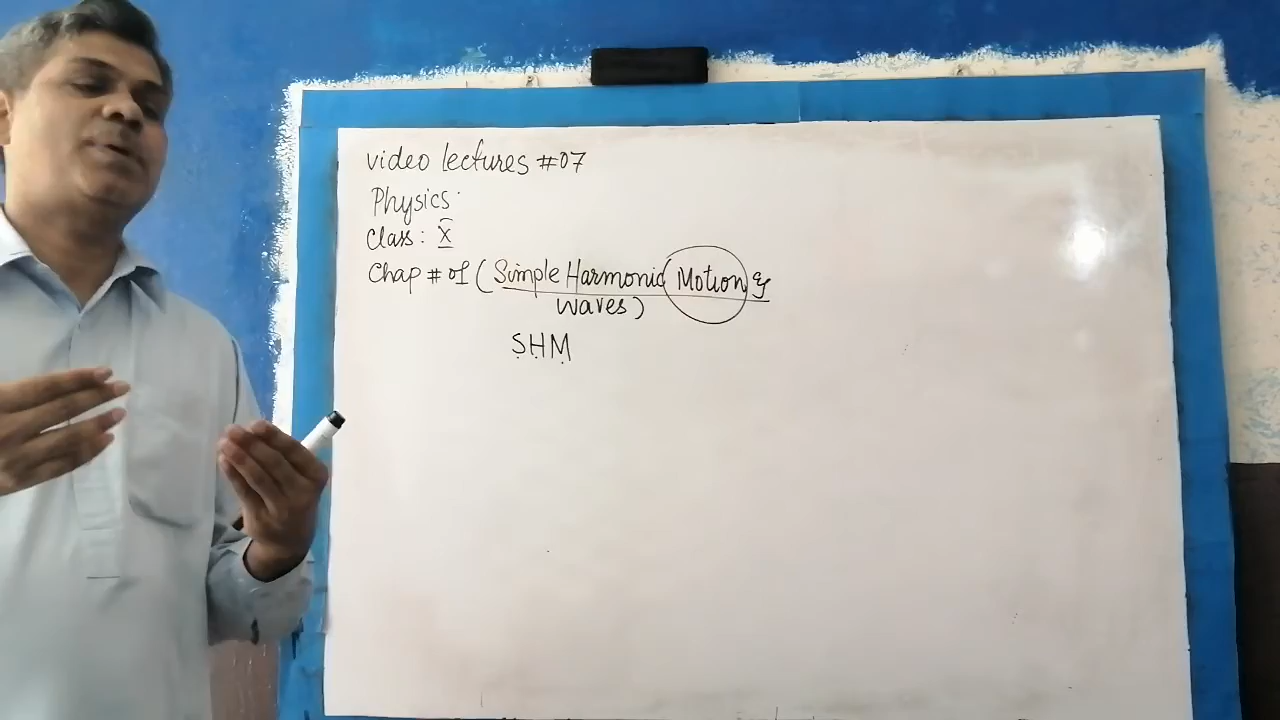 video lectures #07
Physics
Class: X
Chap # 01 (Simple Harmonic Motion &
waves)
SHM